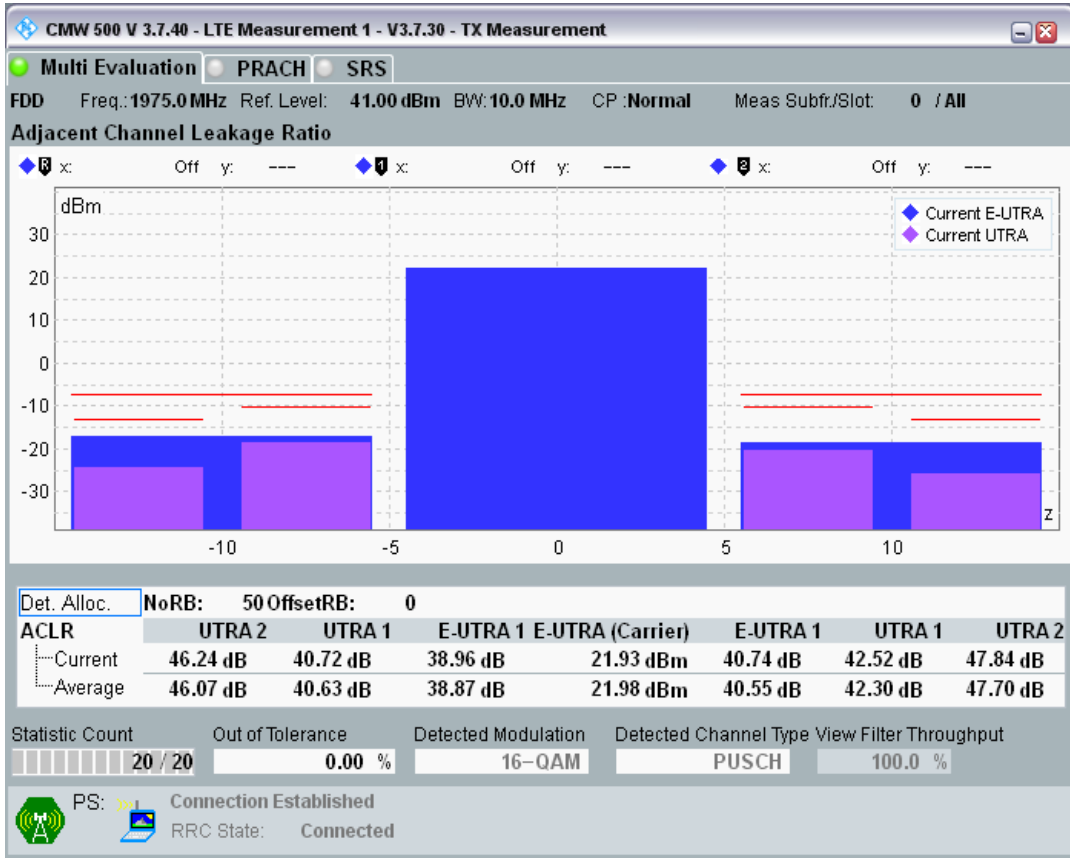 CMW 500 V 3.7.40 - LTE Measurement 1 - V3.7.30 - TX Measurement
Multi Evaluation PRACH SRS
FDD Freq.: 1975.0 MHz Ref. Level: 41.00 dBm BW: 10.0 MHz CP :Normal Meas Subfr./Slot: 0 / All
Adjacent Channel Leakage Ratio
R x: Off y: --- 1 x: Off y: --- 2 x: Off y: ---
dBm
Current E-UTRA
Current UTRA
30
20
10
0
-10
-20
-30
z
-10 -5 0 5 10
Det. Alloc. NoRB: 50 OffsetRB: 0
ACLR UTRA 2 UTRA 1 E-UTRA 1 E-UTRA (Carrier) E-UTRA 1 UTRA 1 UTRA 2
Current 46.24 dB 40.72 dB 38.96 dB 21.93 dBm 40.74 dB 42.52 dB 47.84 dB
Average 46.07 dB 40.63 dB 38.87 dB 21.98 dBm 40.55 dB 42.30 dB 47.70 dB
Statistic Count Out of Tolerance Detected Modulation Detected Channel Type View Filter Throughput
20 / 20 0.00 % 16-QAM PUSCH 100.0 %
PS: Connection Established
RRC State: Connected